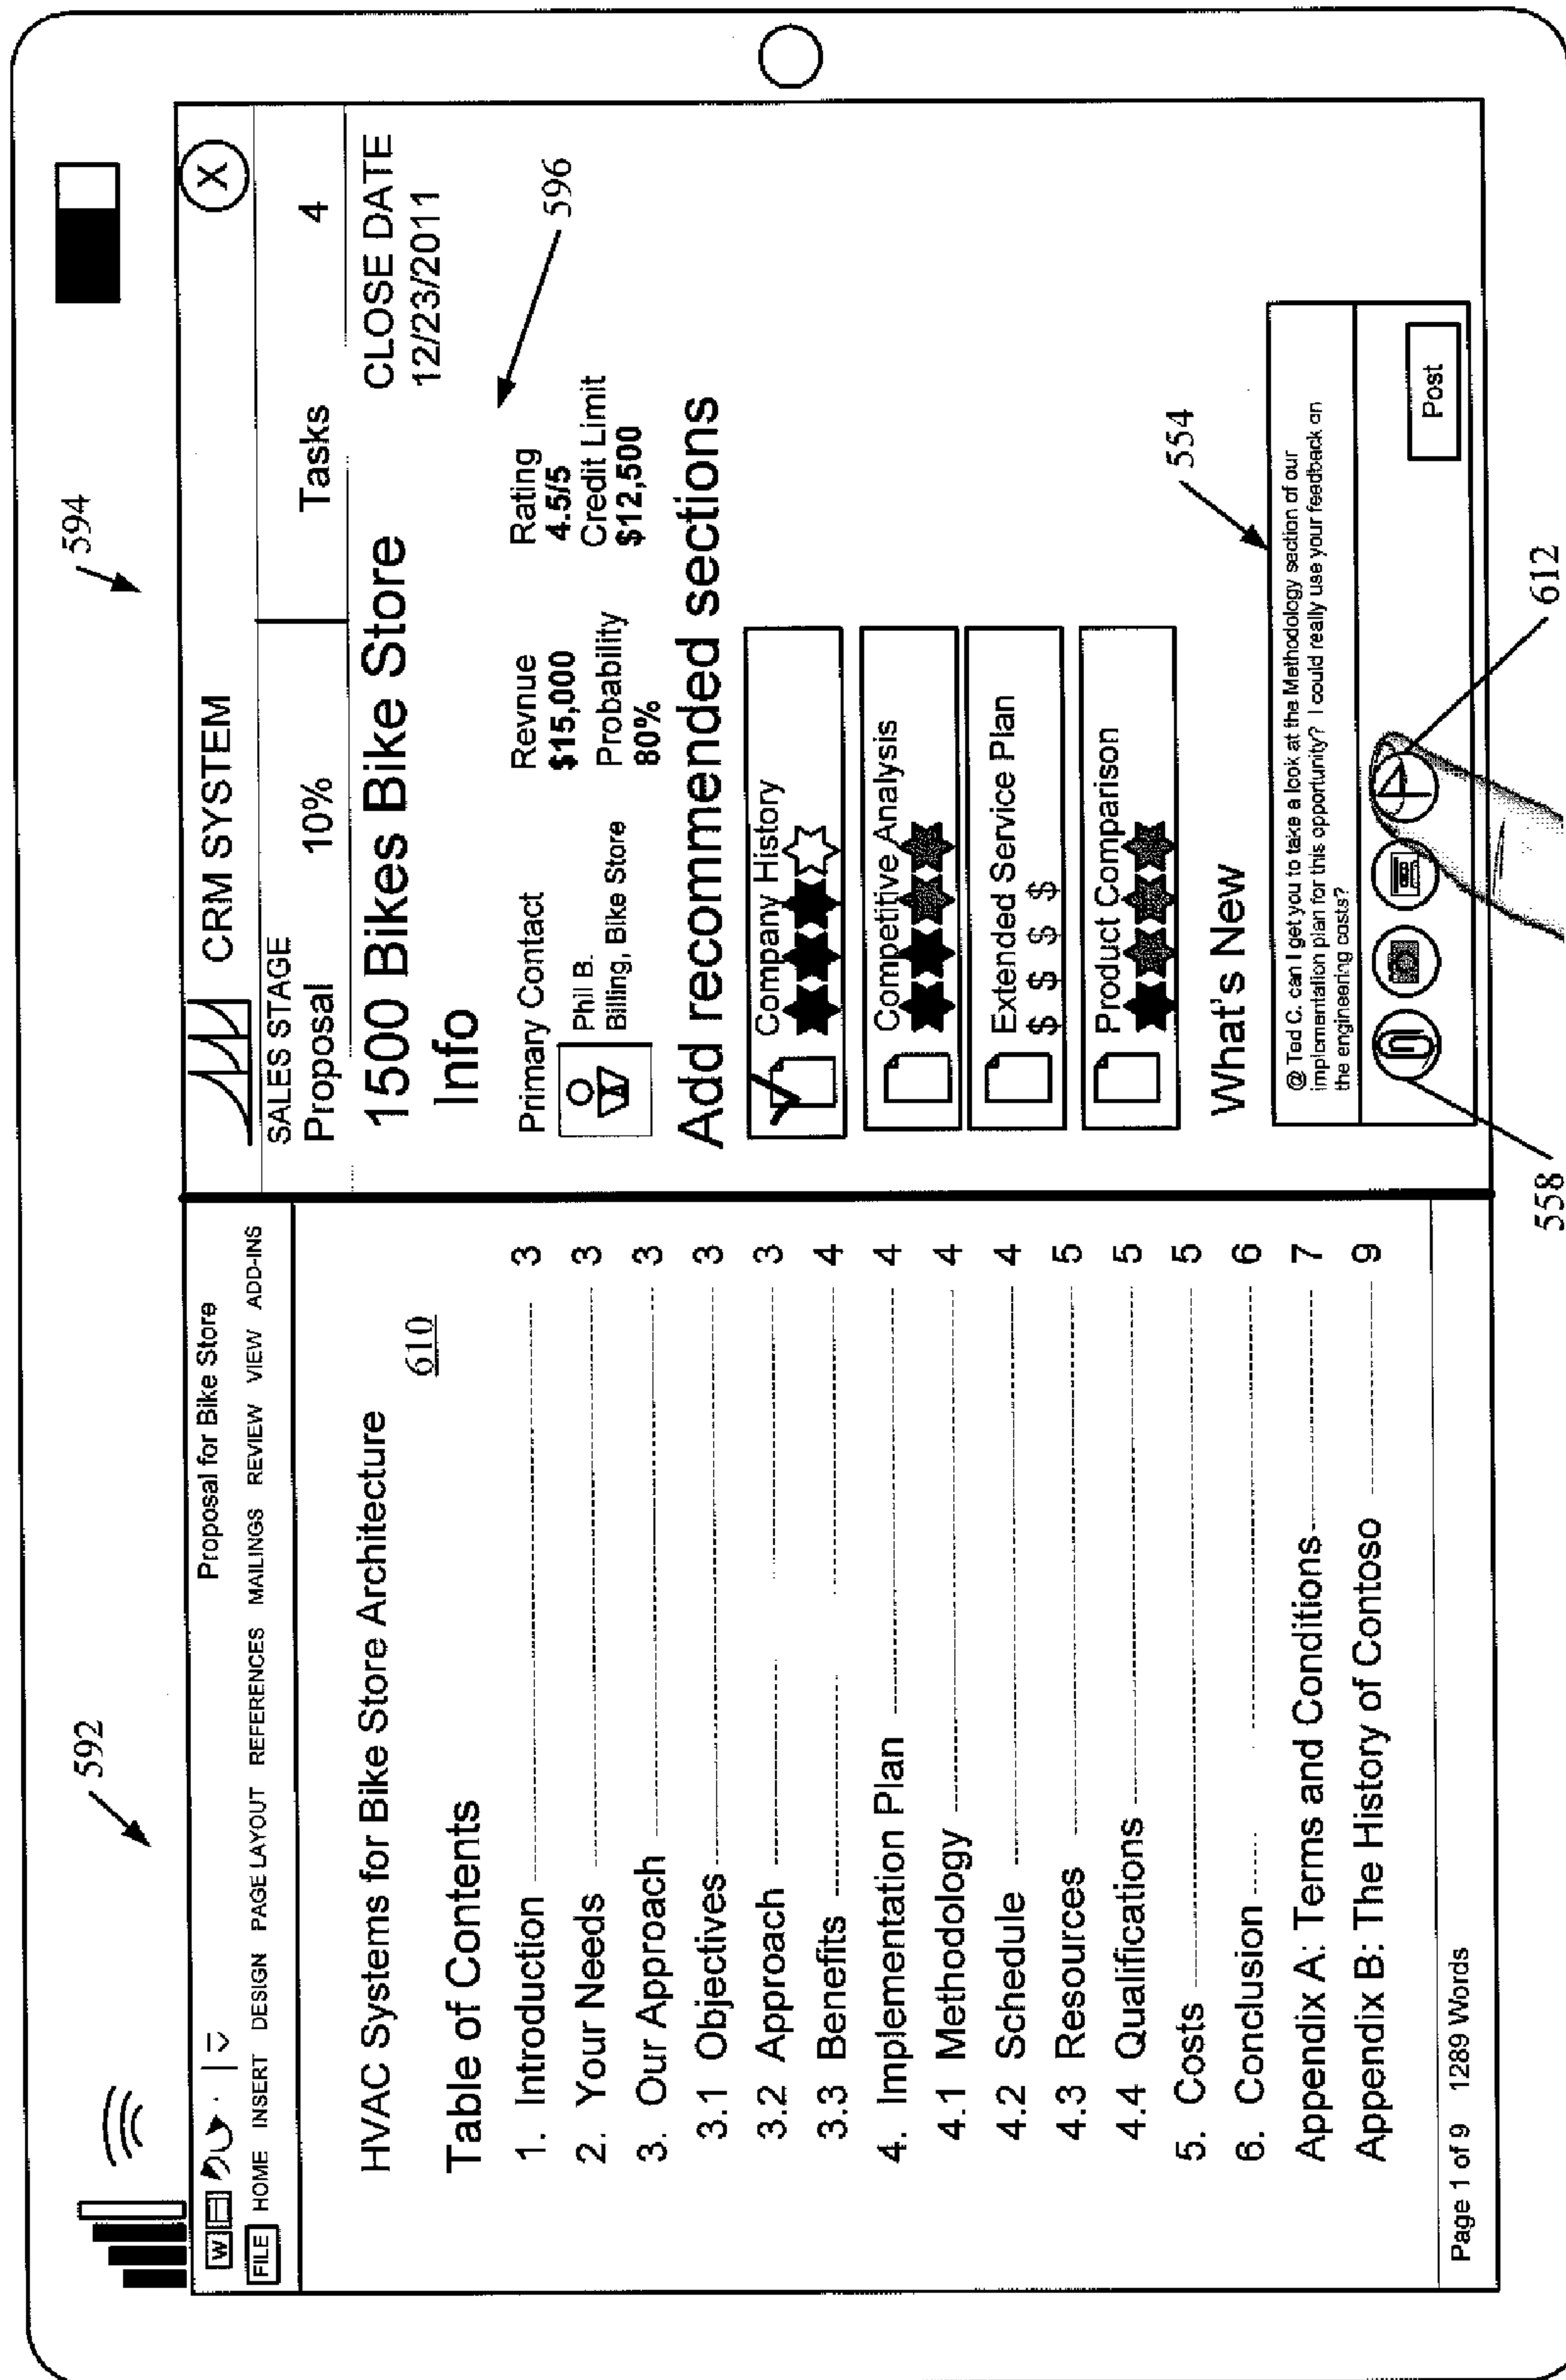 592
594
W
Proposal for Bike Store
FILE HOME INSERT DESIGN PAGE LAYOUT REFERENCES MAILINGS REVIEW VIEW ADD-INS
HVAC Systems for Bike Store Architecture
610
Table of Contents
1. Introduction 3
2. Your Needs 3
3. Our Approach 3
3.1 Objectives 3
3.2 Approach 3
3.3 Benefits 4
4. Implementation Plan 4
4.1 Methodology 4
4.2 Schedule 4
4.3 Resources 5
4.4 Qualifications 5
5. Costs 5
6. Conclusion 6
Appendix A: Terms and Conditions 7
Appendix B: The History of Contoso 9
Page 1 of 9 1289 Words
CRM SYSTEM
X
SALES STAGE
Proposal 10% Tasks 4
1500 Bikes Bike Store
CLOSE DATE
12/23/2011
Info
596
Primary Contact
Phil B.
Billing, Bike Store
Revnue
$15,000
Probability
80%
Rating
4.5/5
Credit Limit
$12,500
Add recommended sections
Company History
Competitive Analysis
Extended Service Plan
$ $ $ $
Product Comparison
What's New
554
@ Ted C. can I get you to take a look at the Methodology section of our
implementation plan for this opportunity? I could really use your feedback on
the engineering costs?
Post
558
612